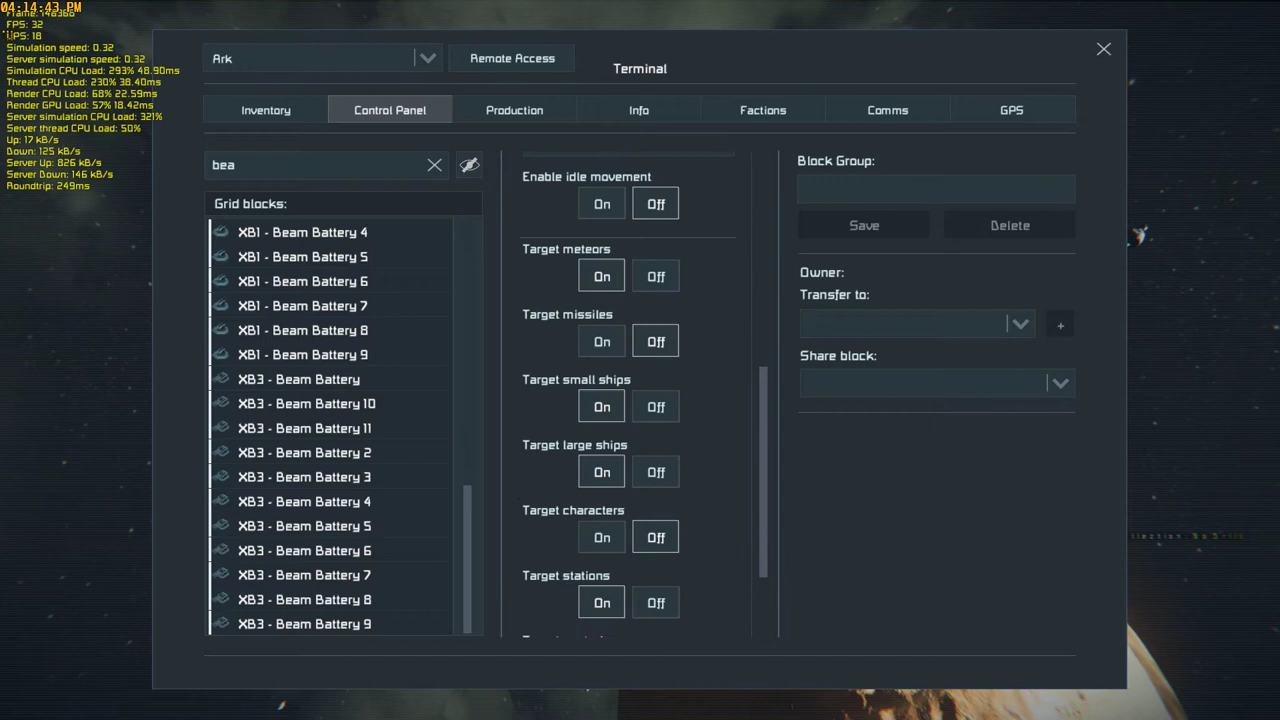 04:14:43 PM
FPS: 32
UPS: 18
Simulation speed: 0.32
Server simulation speed: 0.32
Simulation CPU Load: 293% 48.90ms
Thread CPU Load: 230% 38.40ms
Render CPU Load: 68% 22.59ms
Render GPU Load: 57% 18.42ms
Server simulation CPU Load: 321%
Server thread CPU Load: 50%
Up: 17 kB/s
Down: 125 kB/s
Server Up: 826 kB/s
Server Down: 146 kB/s
Roundtrip: 249ms
Ark
Remote Access
Terminal
Inventory
Control Panel
Production
Info
Factions
Comms
GPS
bea
Grid blocks:
XB1 - Beam Battery 4
XB1 - Beam Battery 5
XB1 - Beam Battery 6
XB1 - Beam Battery 7
XB1 - Beam Battery 8
XB1 - Beam Battery 9
XB3 - Beam Battery
XB3 - Beam Battery 10
XB3 - Beam Battery 11
XB3 - Beam Battery 2
XB3 - Beam Battery 3
XB3 - Beam Battery 4
XB3 - Beam Battery 5
XB3 - Beam Battery 6
XB3 - Beam Battery 7
XB3 - Beam Battery 8
XB3 - Beam Battery 9
Enable idle movement
On Off
Target meteors
On Off
Target missiles
On Off
Target small ships
On Off
Target large ships
On Off
Target characters
On Off
Target stations
On Off
Block Group:
Save Delete
Owner:
Transfer to:
+
Share block: